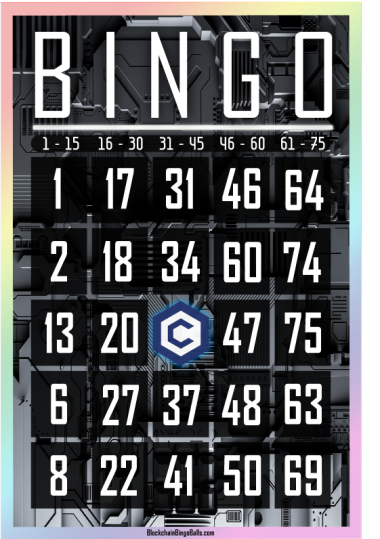 BINGO
1 - 15 16 - 30 31 - 45 46 - 60 61 - 75
1 17 31 46 64
2 18 34 60 74
13 20 C 47 75
6 27 37 48 63
8 22 41 50 69
BlockchainBingoBalls.com